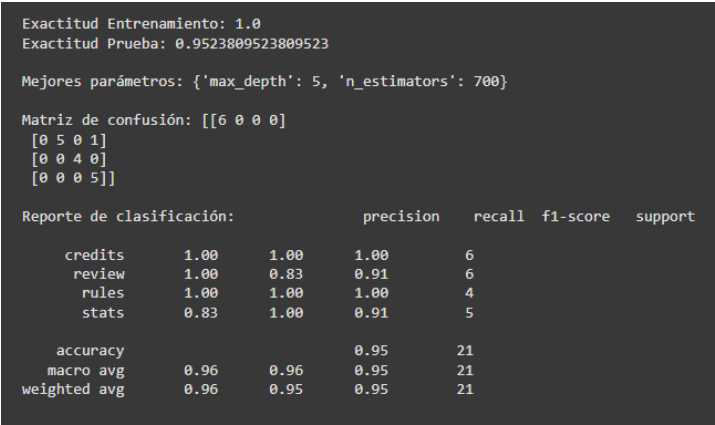 Exactitud Entrenamiento: 1.0
Exactitud Prueba: 0.9523809523809523
Mejores parámetros: {'max_depth': 5, 'n_estimators': 700}
Matriz de confusión: [[6 0 0 0]
[0 5 0 1]
[0 0 4 0]
[0 0 0 5]]
Reporte de clasificación: precision recall f1-score support
credits 1.00 1.00 1.00 6
review 1.00 0.83 0.91 6
rules 1.00 1.00 1.00 4
stats 0.83 1.00 0.91 5
accuracy 0.95 21
macro avg 0.96 0.96 0.95 21
weighted avg 0.96 0.95 0.95 21